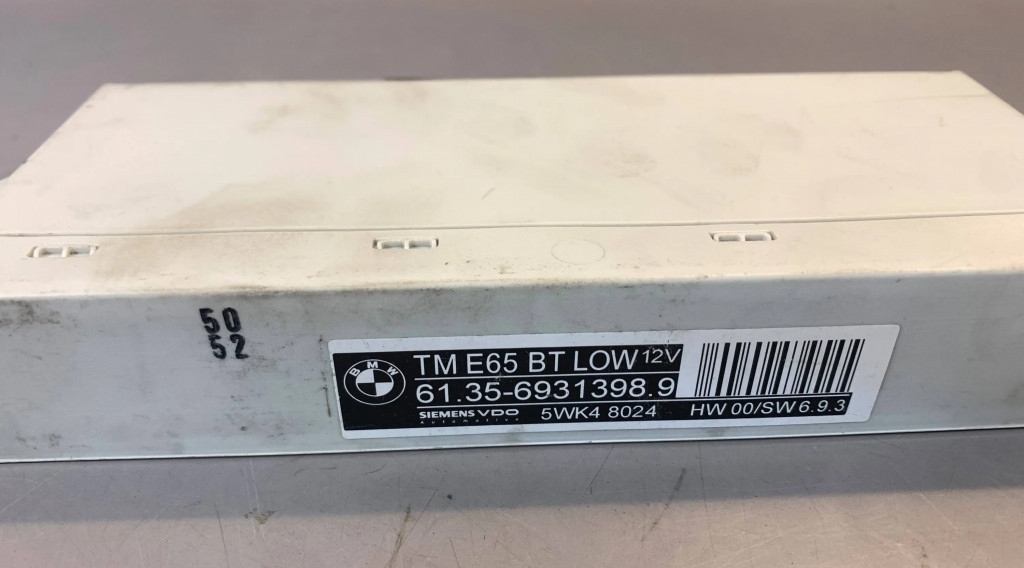 50
52
BMW
TM E65 BT LOW 12V
61.35-6931398.9
SIEMENS VDO 5WK4 8024 HW 00/SW 6.9.3
Automotive